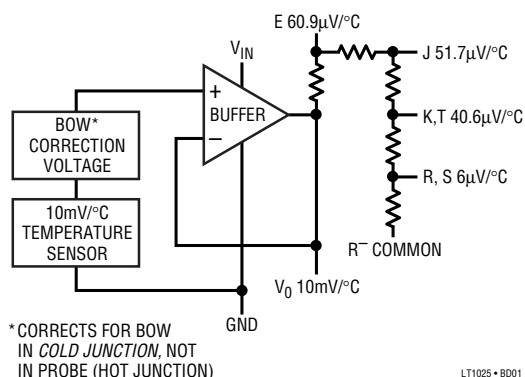 E 60.9µV/°C
V_IN
J 51.7µV/°C
+
BUFFER
–
BOW*
CORRECTION
VOLTAGE
K,T 40.6µV/°C
10mV/°C
TEMPERATURE
SENSOR
R, S 6µV/°C
R⁻ COMMON
V_0 10mV/°C
GND
*CORRECTS FOR BOW
IN COLD JUNCTION, NOT
IN PROBE (HOT JUNCTION)
LT1025 • BD01